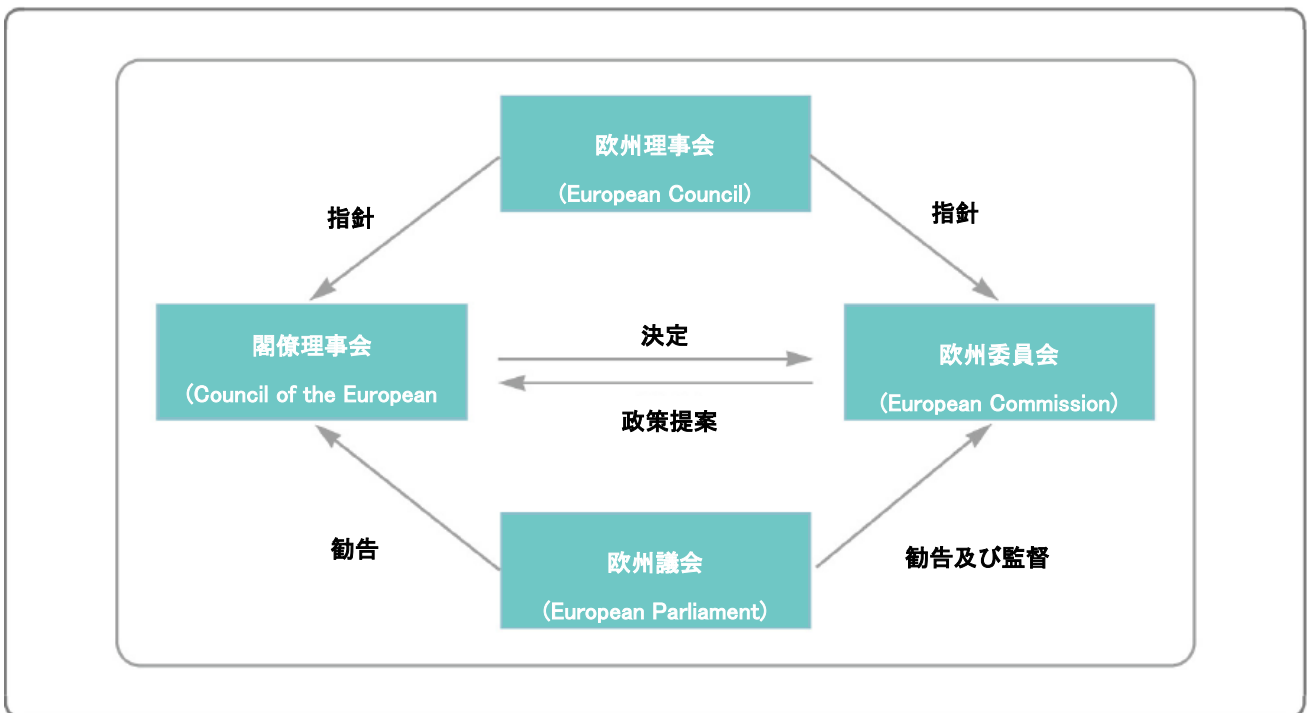 欧州理事会
(European Council)
指針
指針
閣僚理事会
(Council of the European
決定
政策提案
欧州委員会
(European Commission)
勧告
欧州議会
(European Parliament)
勧告及び監督